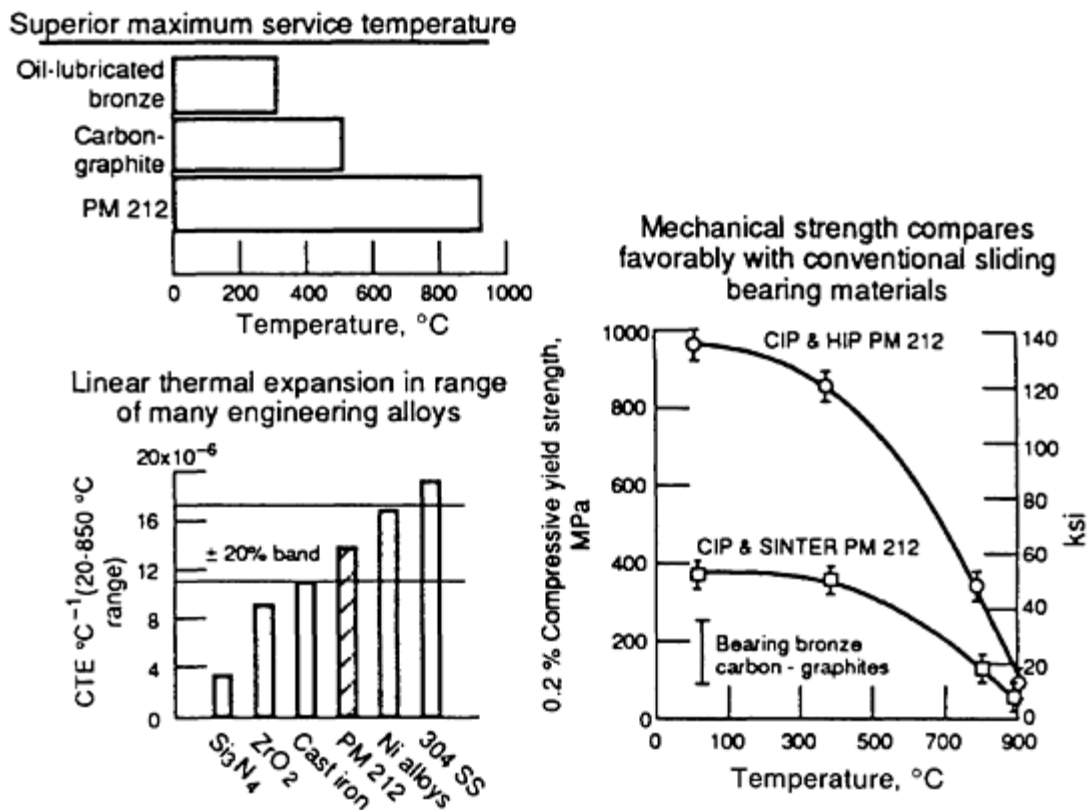 Superior maximum service temperature
Oil-lubricated
bronze
Carbon-
graphite
PM 212
0 200 400 600 800 1000
Temperature, °C
Linear thermal expansion in range
of many engineering alloys
20x10⁻⁶
16
12
8
4
0
CTE °C⁻¹(20-850 °C
range)
± 20% band
Si₃N₄
ZrO₂
Cast iron
PM 212
Ni alloys
304 SS
Mechanical strength compares
favorably with conventional sliding
bearing materials
1000
800
600
400
200
0
0.2 % Compressive yield strength,
MPa
CIP & HIP PM 212
CIP & SINTER PM 212
Bearing bronze
carbon - graphites
140
120
100
80
60
40
20
0
ksi
0 100 300 500 700 900
Temperature, °C